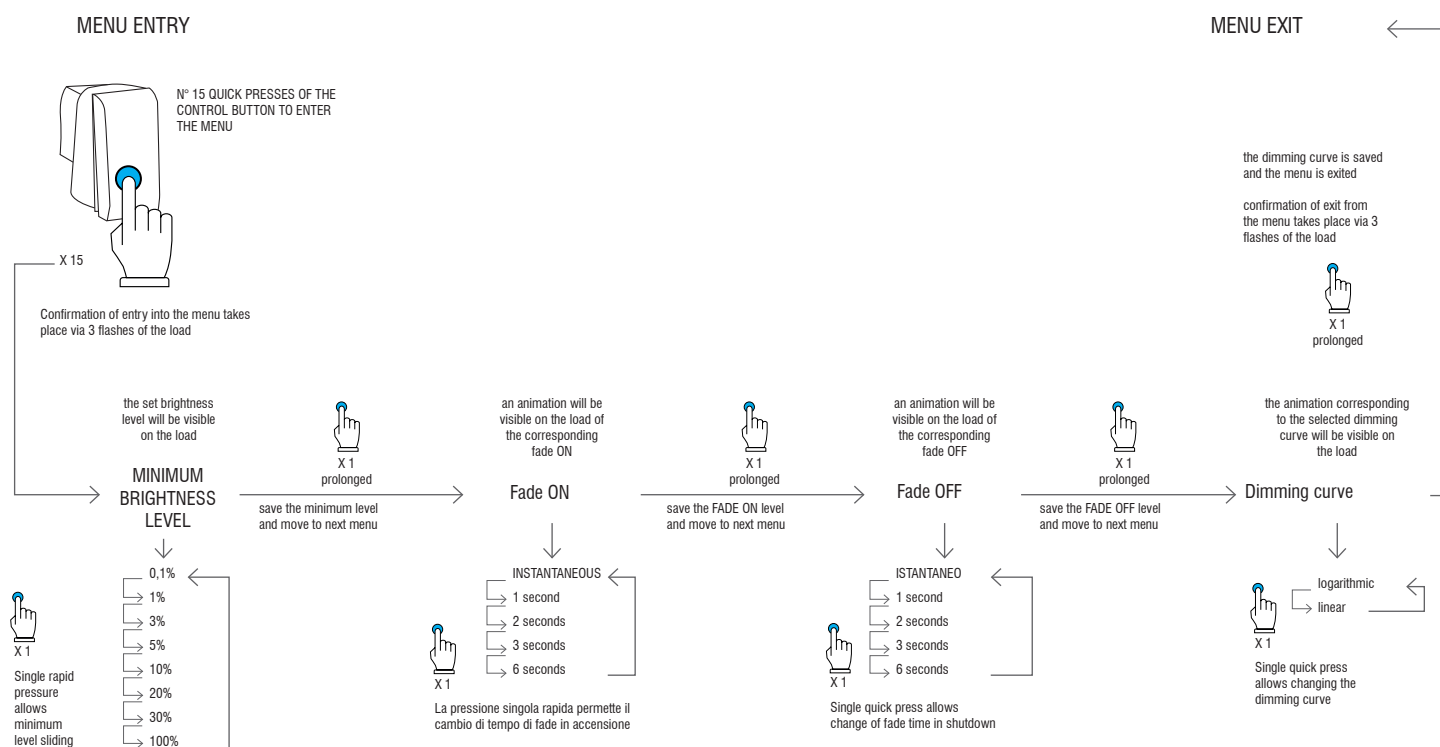 MENU ENTRY
MENU EXIT
N° 15 QUICK PRESSES OF THE
CONTROL BUTTON TO ENTER
THE MENU
X 15
Confirmation of entry into the menu takes
place via 3 flashes of the load
the dimming curve is saved
and the menu is exited
confirmation of exit from
the menu takes place via 3
flashes of the load
X 1
prolonged
the set brightness
level will be visible
on the load
MINIMUM
BRIGHTNESS
LEVEL
X 1
prolonged
save the minimum level
and move to next menu
an animation will be
visible on the load of
the corresponding
fade ON
Fade ON
X 1
prolonged
save the FADE ON level
and move to next menu
an animation will be
visible on the load of
the corresponding
fade OFF
Fade OFF
X 1
prolonged
save the FADE OFF level
and move to next menu
the animation corresponding
to the selected dimming
curve will be visible on
the load
Dimming curve
0,1%
1%
3%
5%
10%
20%
30%
100%
X 1
Single rapid
pressure
allows
minimum
level sliding
INSTANTANEOUS
1 second
2 seconds
3 seconds
6 seconds
X 1
La pressione singola rapida permette il
cambio di tempo di fade in accensione
ISTANTANEO
1 second
2 seconds
3 seconds
6 seconds
X 1
Single quick press allows
change of fade time in shutdown
logarithmic
linear
X 1
Single quick press
allows changing the
dimming curve